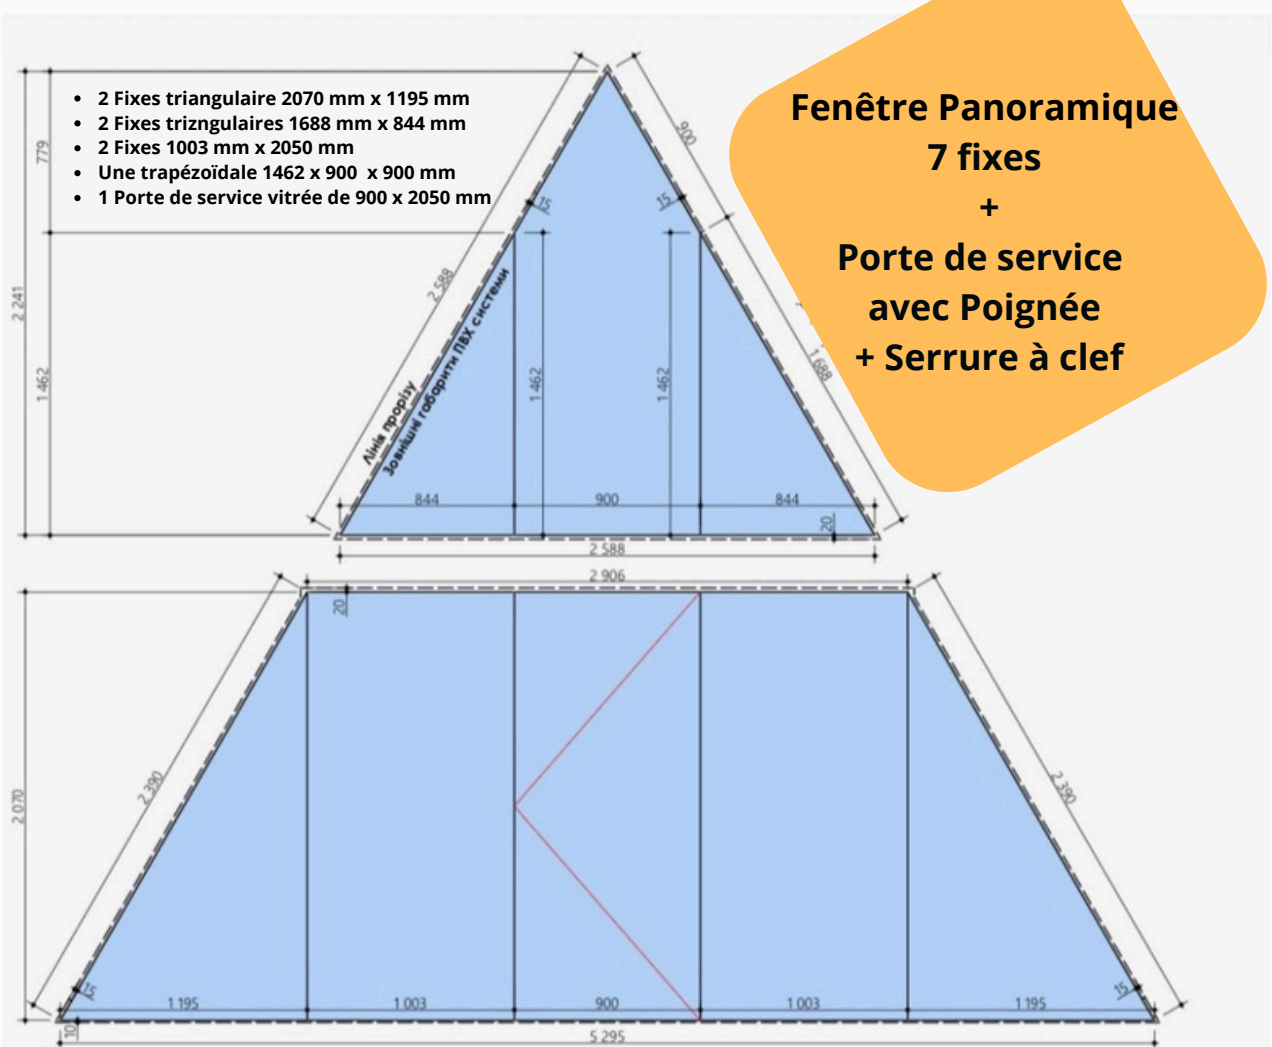 • 2 Fixes triangulaire 2070 mm x 1195 mm
• 2 Fixes trizngulaires 1688 mm x 844 mm
• 2 Fixes 1003 mm x 2050 mm
• Une trapézoïdale 1462 x 900 x 900 mm
• 1 Porte de service vitrée de 900 x 2050 mm
Fenêtre Panoramique
7 fixes
+
Porte de service
avec Poignée
+ Serrure à clef
779
2 241
1 462
2 588
900
15
15
1 688
Лінія прорізу
Зовнішні габарити ПВХ системи
1 462
1 462
844
900
844
20
2 588
2 906
20
2 070
2 390
2 390
15
15
1 195
1 003
900
1 003
1 195
10
5 295